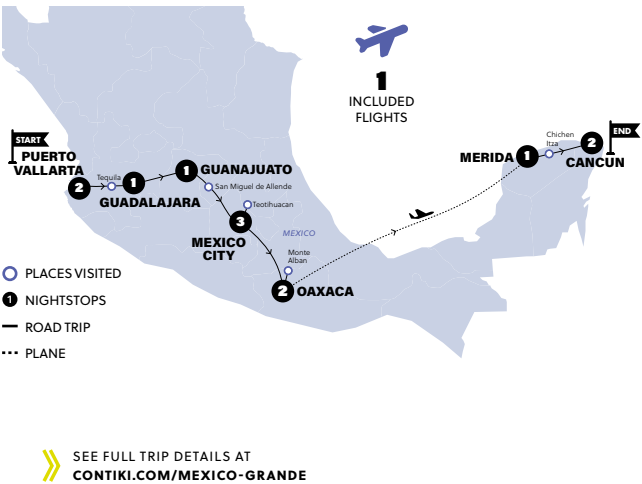 1
INCLUDED
FLIGHTS
START
PUERTO
VALLARTA
2
Tequila
1
GUADALAJARA
1
GUANAJUATO
San Miguel de Allende
Teotihuacan
3
MEXICO
CITY
MEXICO
Monte
Alban
2
OAXACA
MERIDA
1
Chichen
Itza
2
END
CANCUN
PLACES VISITED
1 NIGHTSTOPS
ROAD TRIP
PLANE
SEE FULL TRIP DETAILS AT
CONTIKI.COM/MEXICO-GRANDE